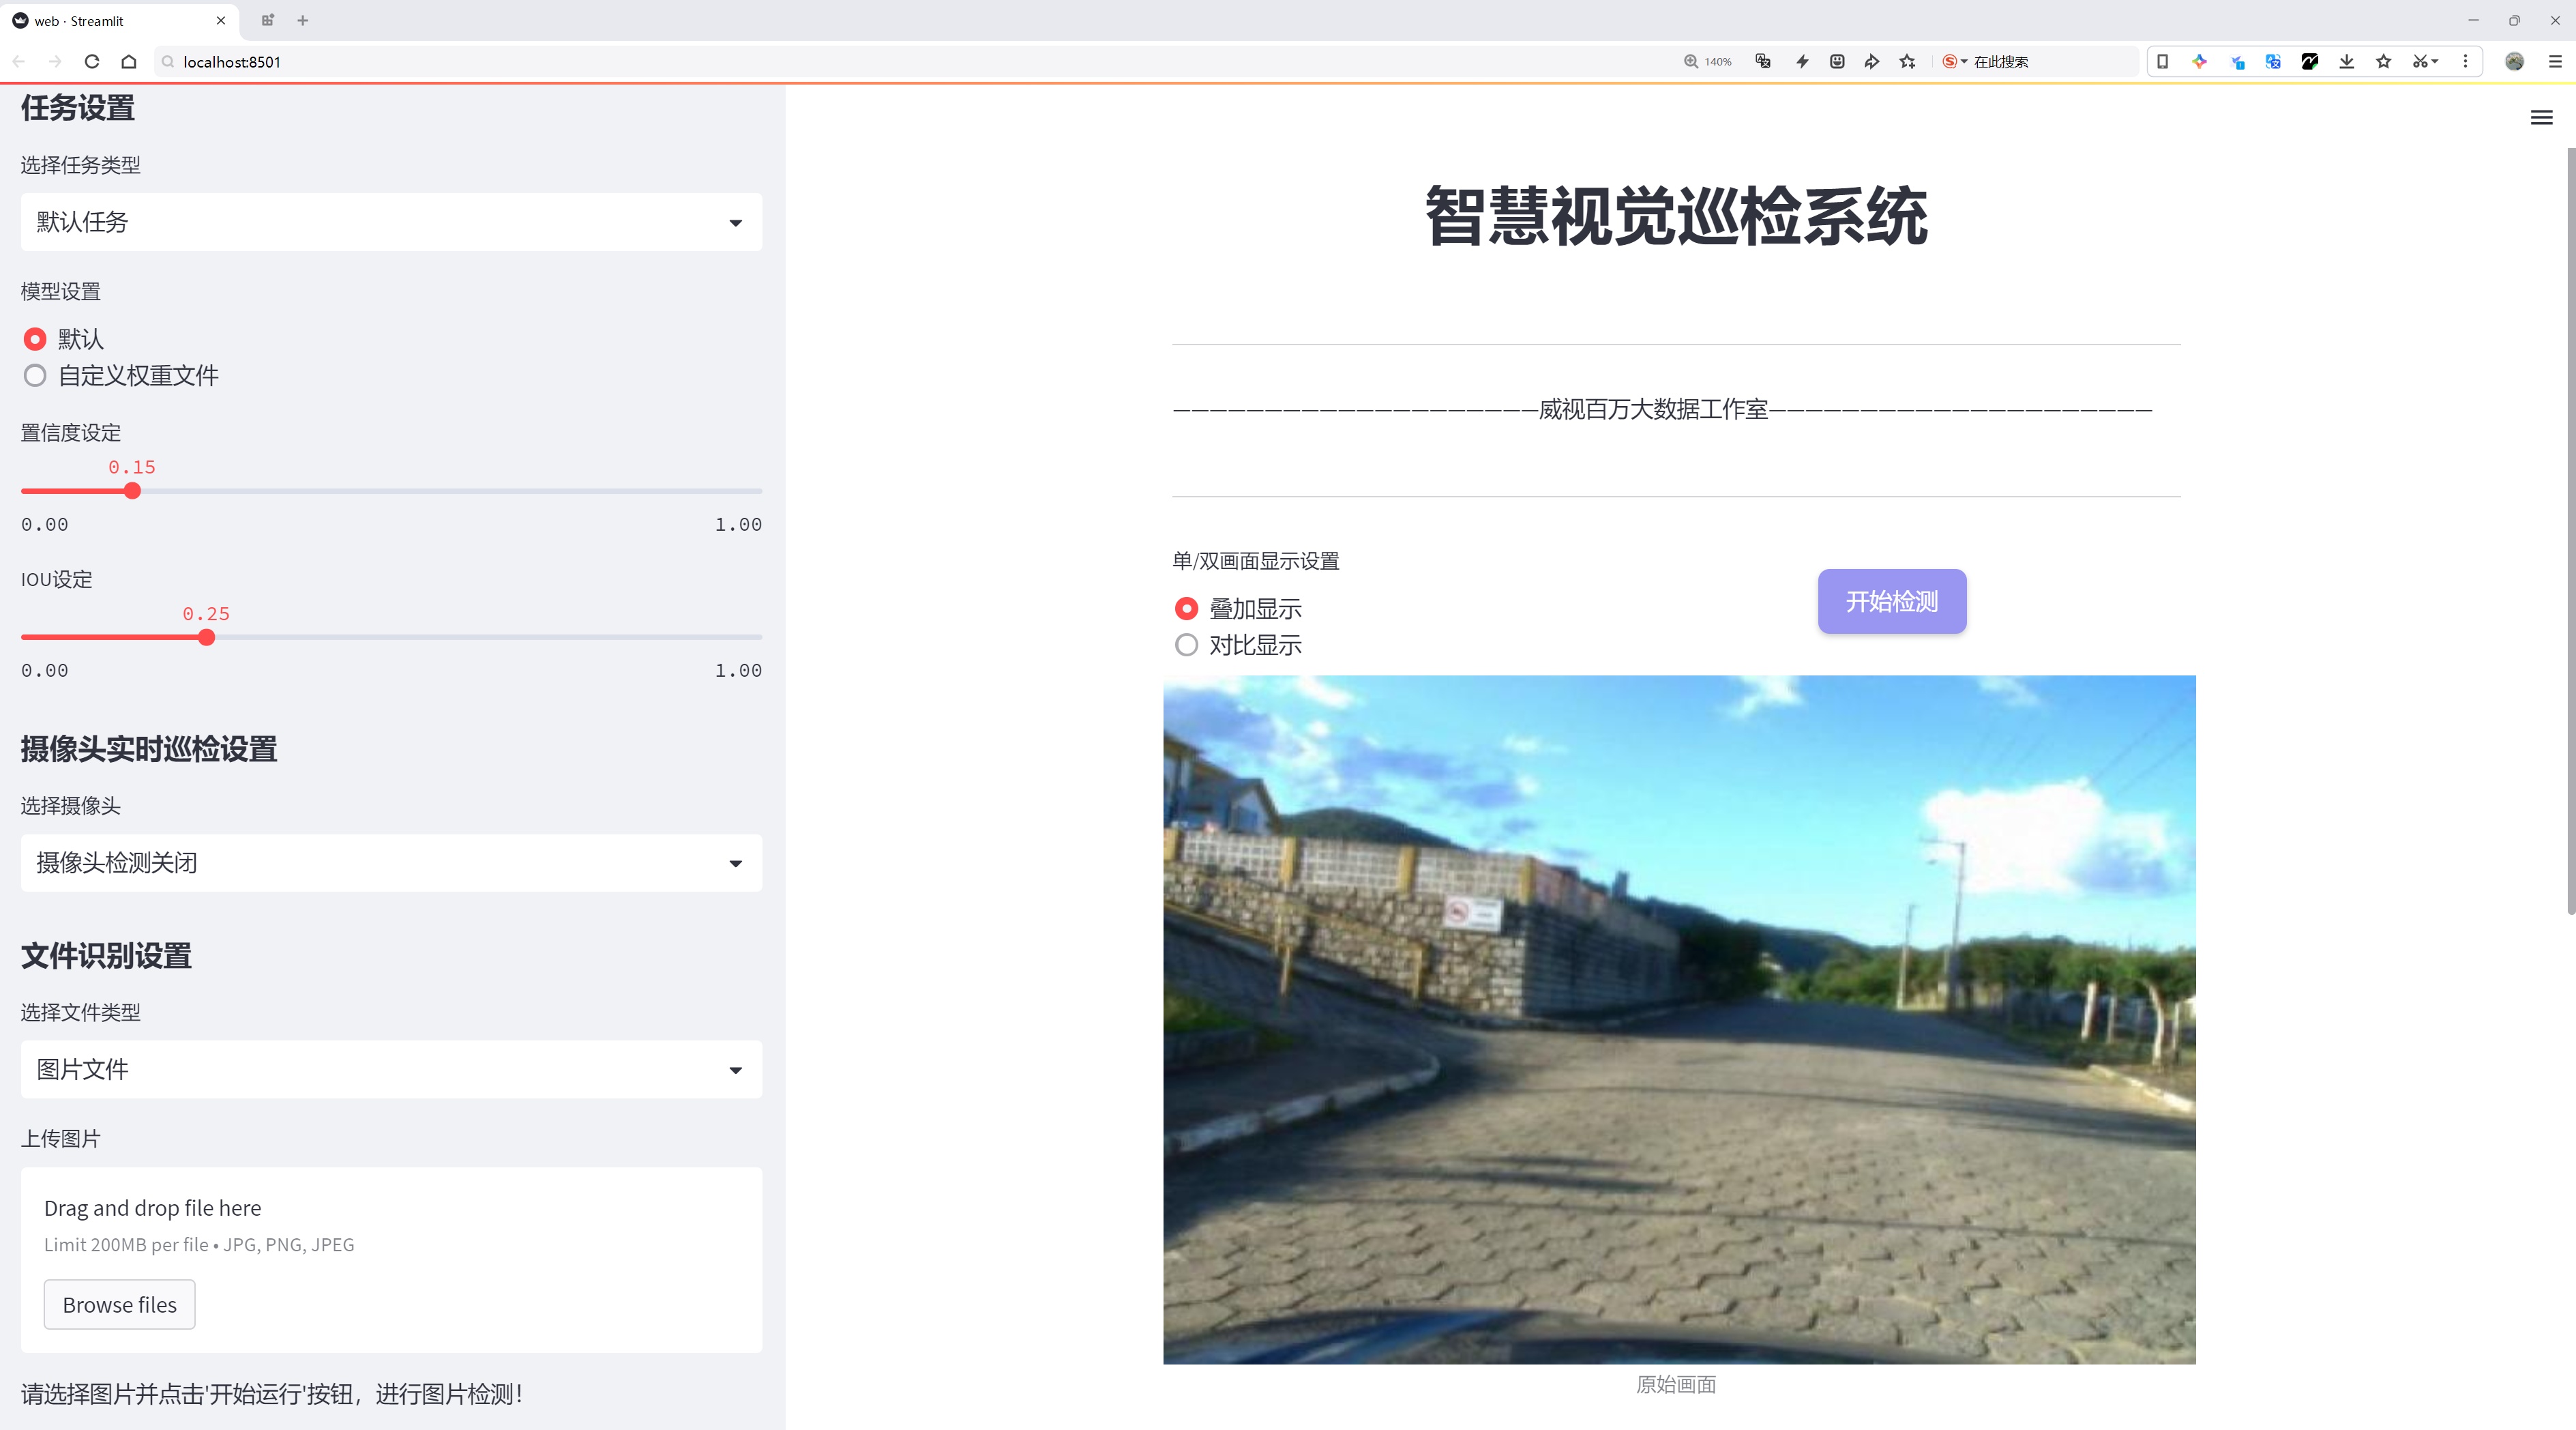 web · Streamlit
localhost:8501
140%
在此搜索
任务设置
选择任务类型
默认任务
模型设置
默认
自定义权重文件
置信度设定
0.15
0.00
1.00
IOU设定
0.25
0.00
1.00
摄像头实时巡检设置
选择摄像头
摄像头检测关闭
文件识别设置
选择文件类型
图片文件
上传图片
Drag and drop file here
Limit 200MB per file • JPG, PNG, JPEG
Browse files
请选择图片并点击'开始运行'按钮，进行图片检测！
智慧视觉巡检系统
—————————————————————威视百万大数据工作室—————————————————————
单/双画面显示设置
叠加显示
对比显示
开始检测
原始画面